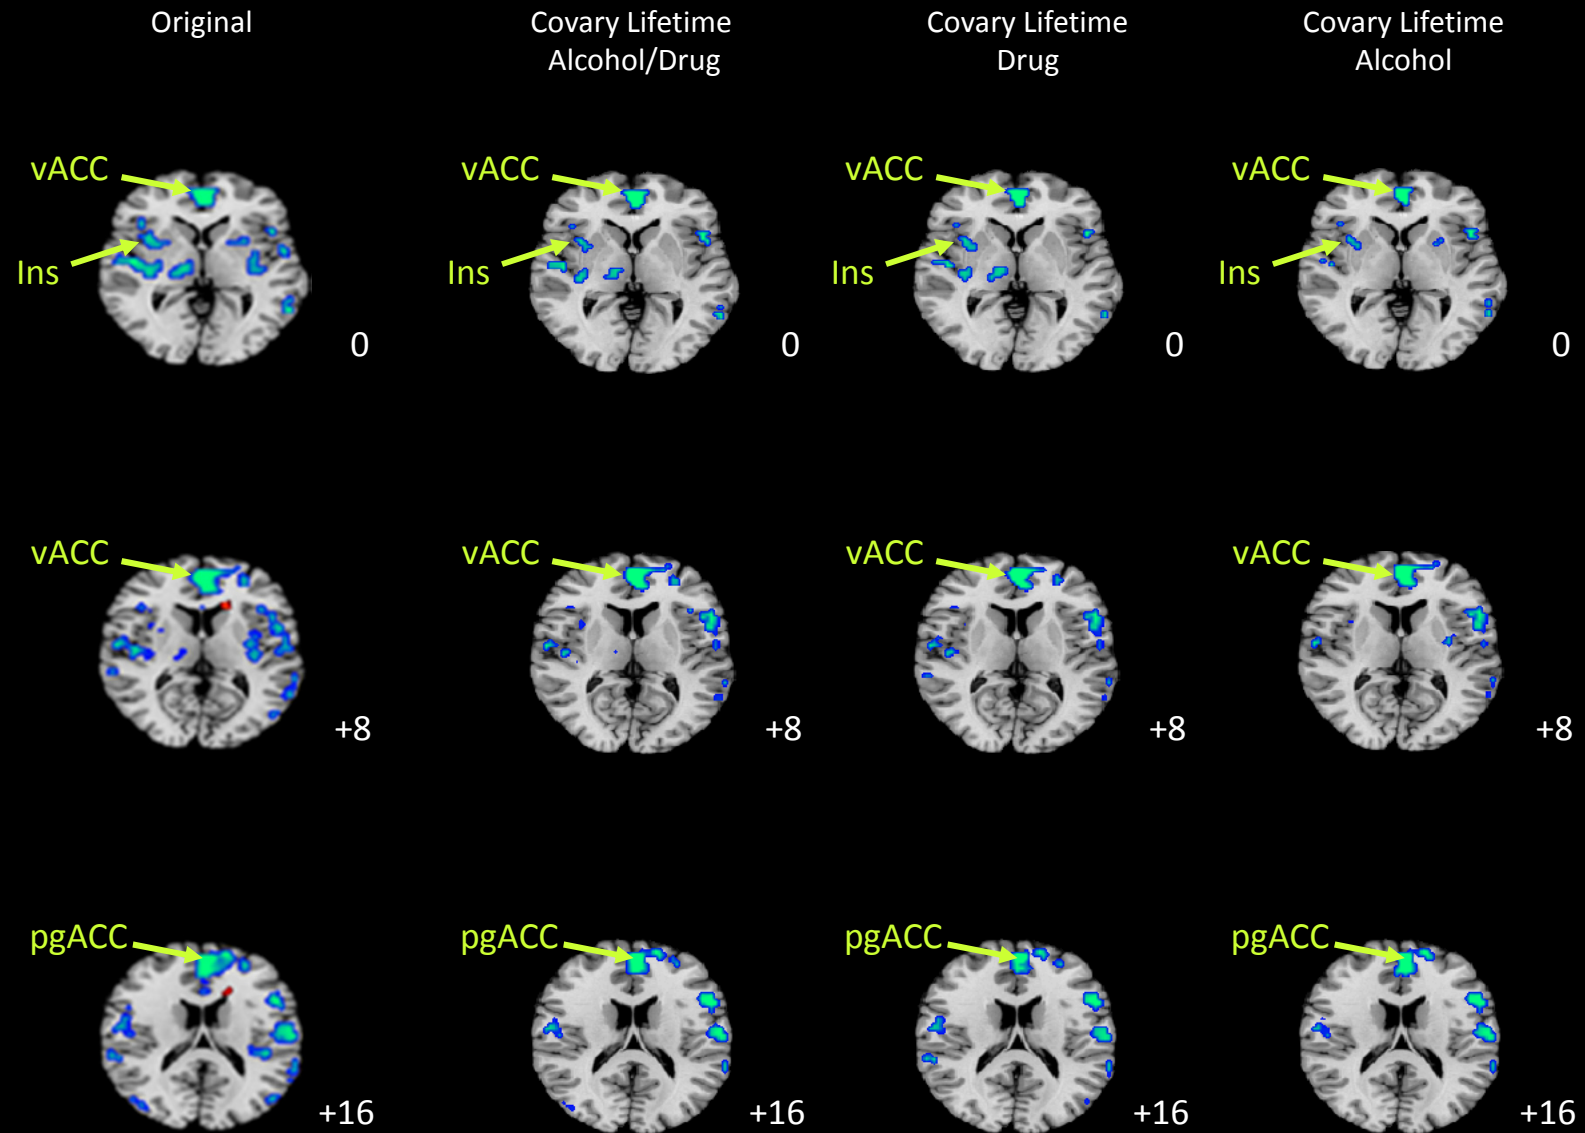 Original
Covary Lifetime
Alcohol/Drug
Covary Lifetime
Drug
Covary Lifetime
Alcohol
vACC
vACC
vACC
vACC
Ins
Ins
Ins
Ins
0
0
0
0
vACC
vACC
vACC
vACC
+8
+8
+8
+8
pgACC
pgACC
pgACC
pgACC
+16
+16
+16
+16